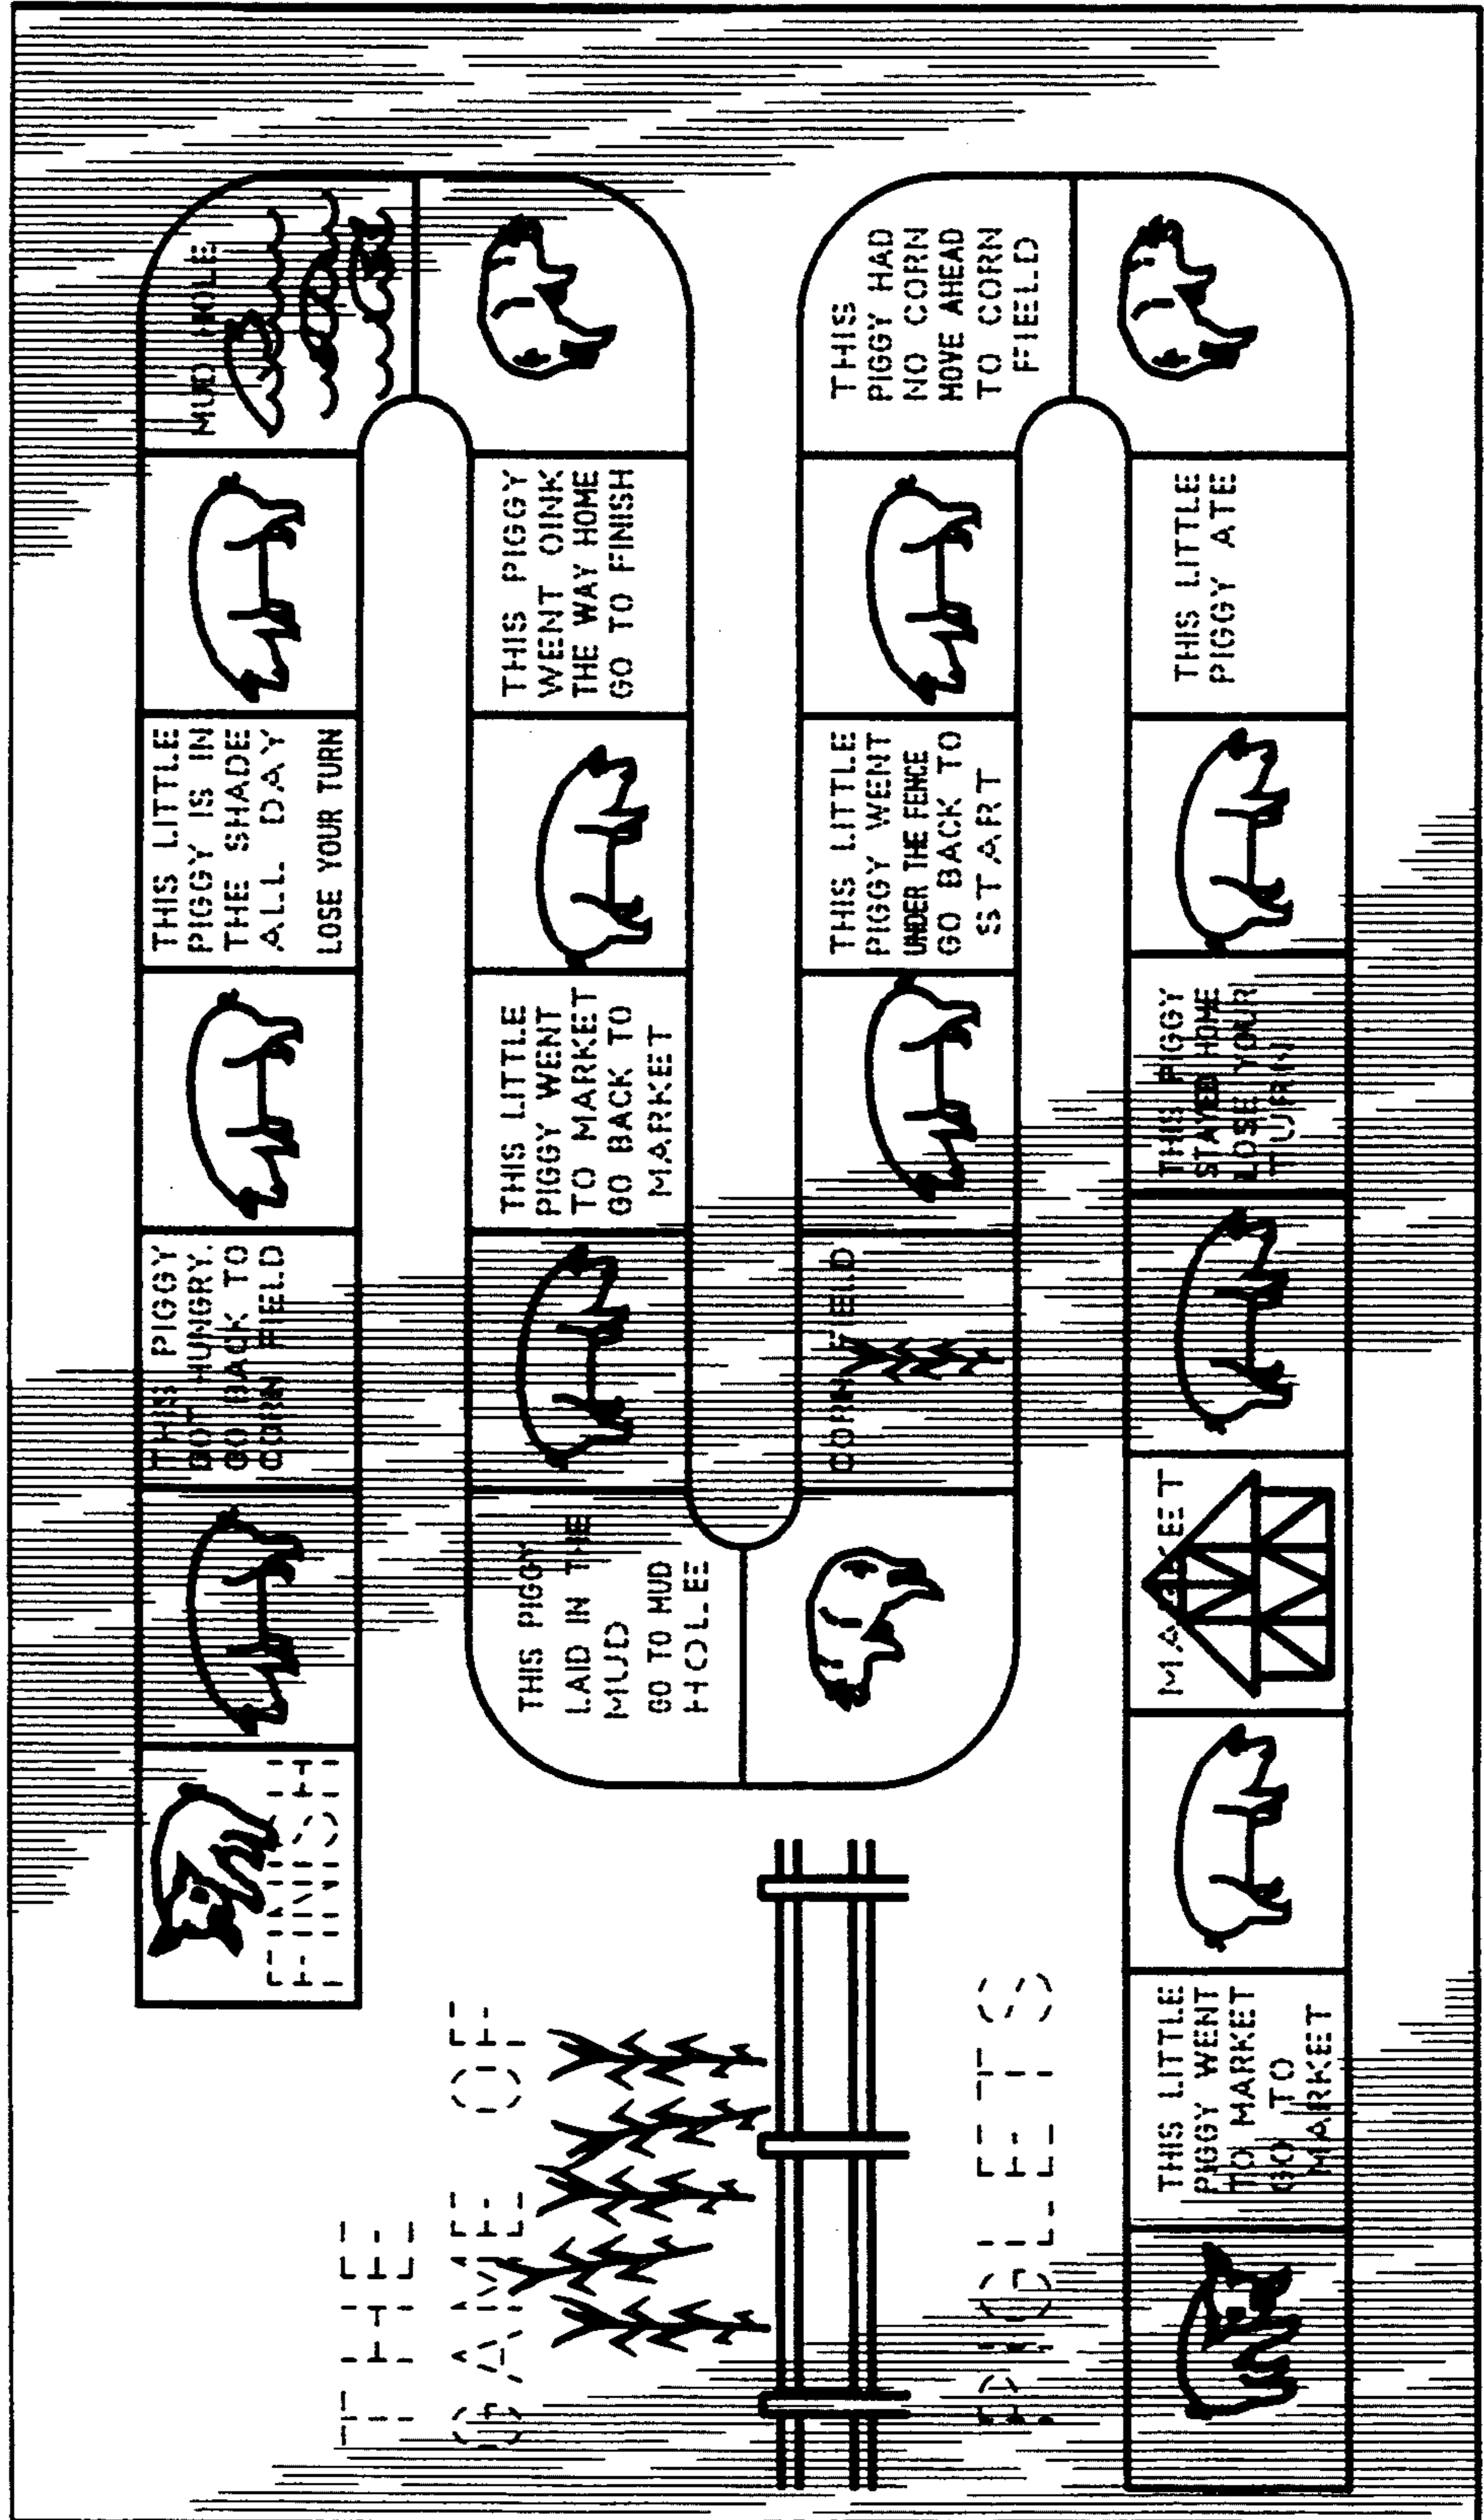 THE
GAME OF
PIGLETS
FINISH
THIS PIGGY
GOT HUNGRY.
GO BACK TO
CORN FIELD
THIS LITTLE
PIGGY IS IN
THE SHADE
ALL DAY
LOSE YOUR TURN
MUD HOLE
THIS PIGGY
LAID IN THE
MUD
GO TO MUD
HOLEE
THIS LITTLE
PIGGY WENT
TO MARKET
GO BACK TO
MARKET
THIS PIGGY
WENT OINK
THE WAY HOME
GO TO FINISH
CORN FIELD
THIS LITTLE
PIGGY WENT
UNDER THE FENCE
GO BACK TO
START
THIS
PIGGY HAD
NO CORN
MOVE AHEAD
TO CORN
FIELD
THIS LITTLE
PIGGY WENT
TO MARKET
GO TO
MARKET
MARKET
THIS PIGGY
STAYED HOME
LOSE YOUR
TURN
THIS LITTLE
PIGGY ATE